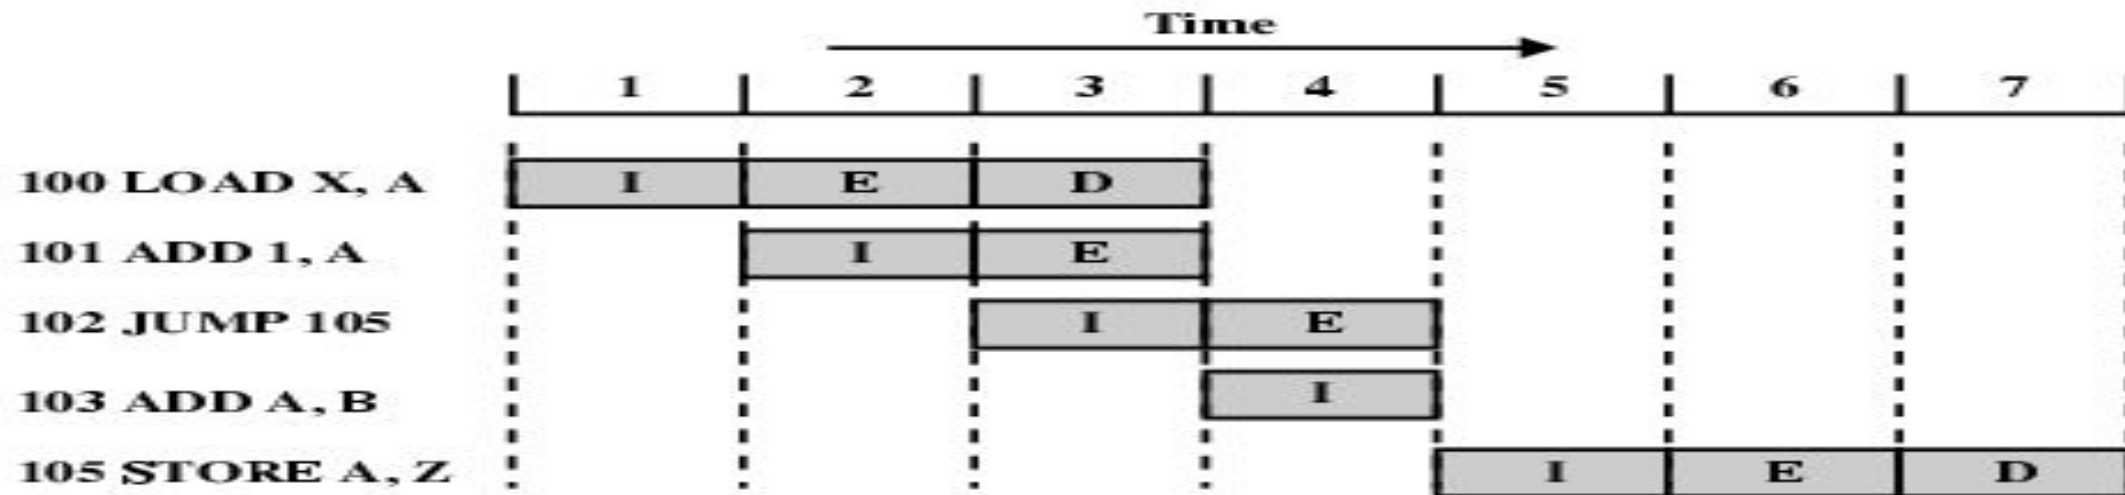 Time
1 2 3 4 5 6 7
100 LOAD X, A I E D
101 ADD 1, A I E
102 JUMP 105 I E
103 ADD A, B I
105 STORE A, Z I E D